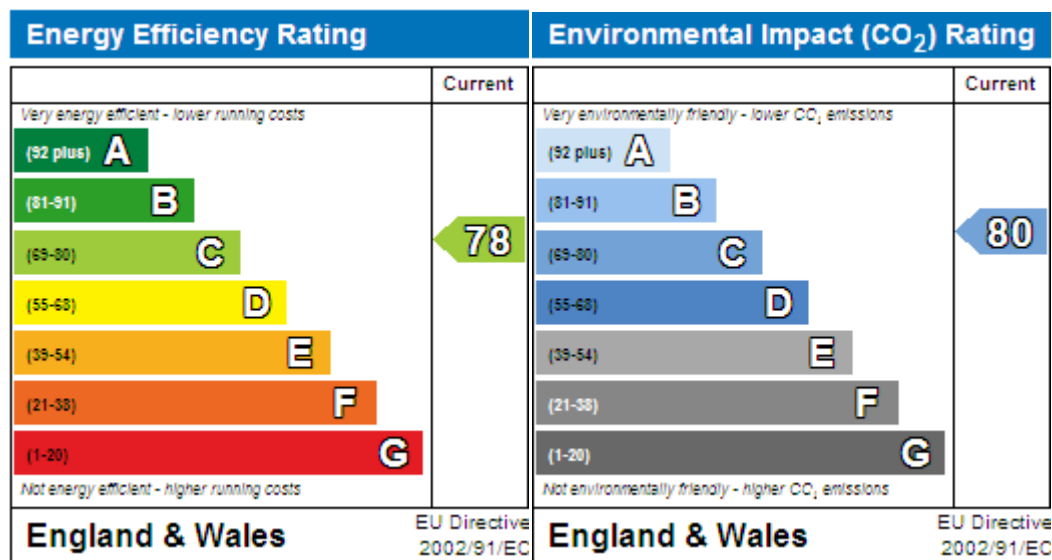 Energy Efficiency Rating
Current
Very energy efficient - lower running costs
(92 plus) A
(81-91) B
(69-80) C
(55-68) D
(39-54) E
(21-38) F
(1-20) G
78
Not energy efficient - higher running costs
England & Wales
EU Directive
2002/91/EC
Environmental Impact (CO₂) Rating
Current
Very environmentally friendly - lower CO₂ emissions
(92 plus) A
(81-91) B
(69-80) C
(55-68) D
(39-54) E
(21-38) F
(1-20) G
80
Not environmentally friendly - higher CO₂ emissions
England & Wales
EU Directive
2002/91/EC